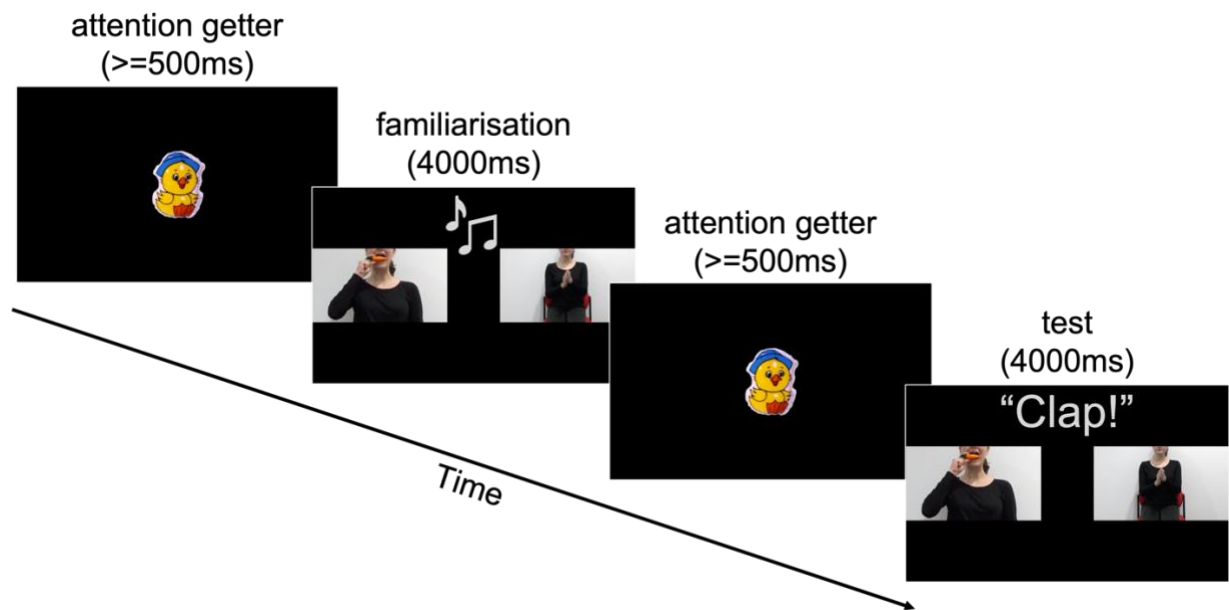 attention getter
(>=500ms)
familiarisation
(4000ms)
attention getter
(>=500ms)
test
(4000ms)
“Clap!”
Time